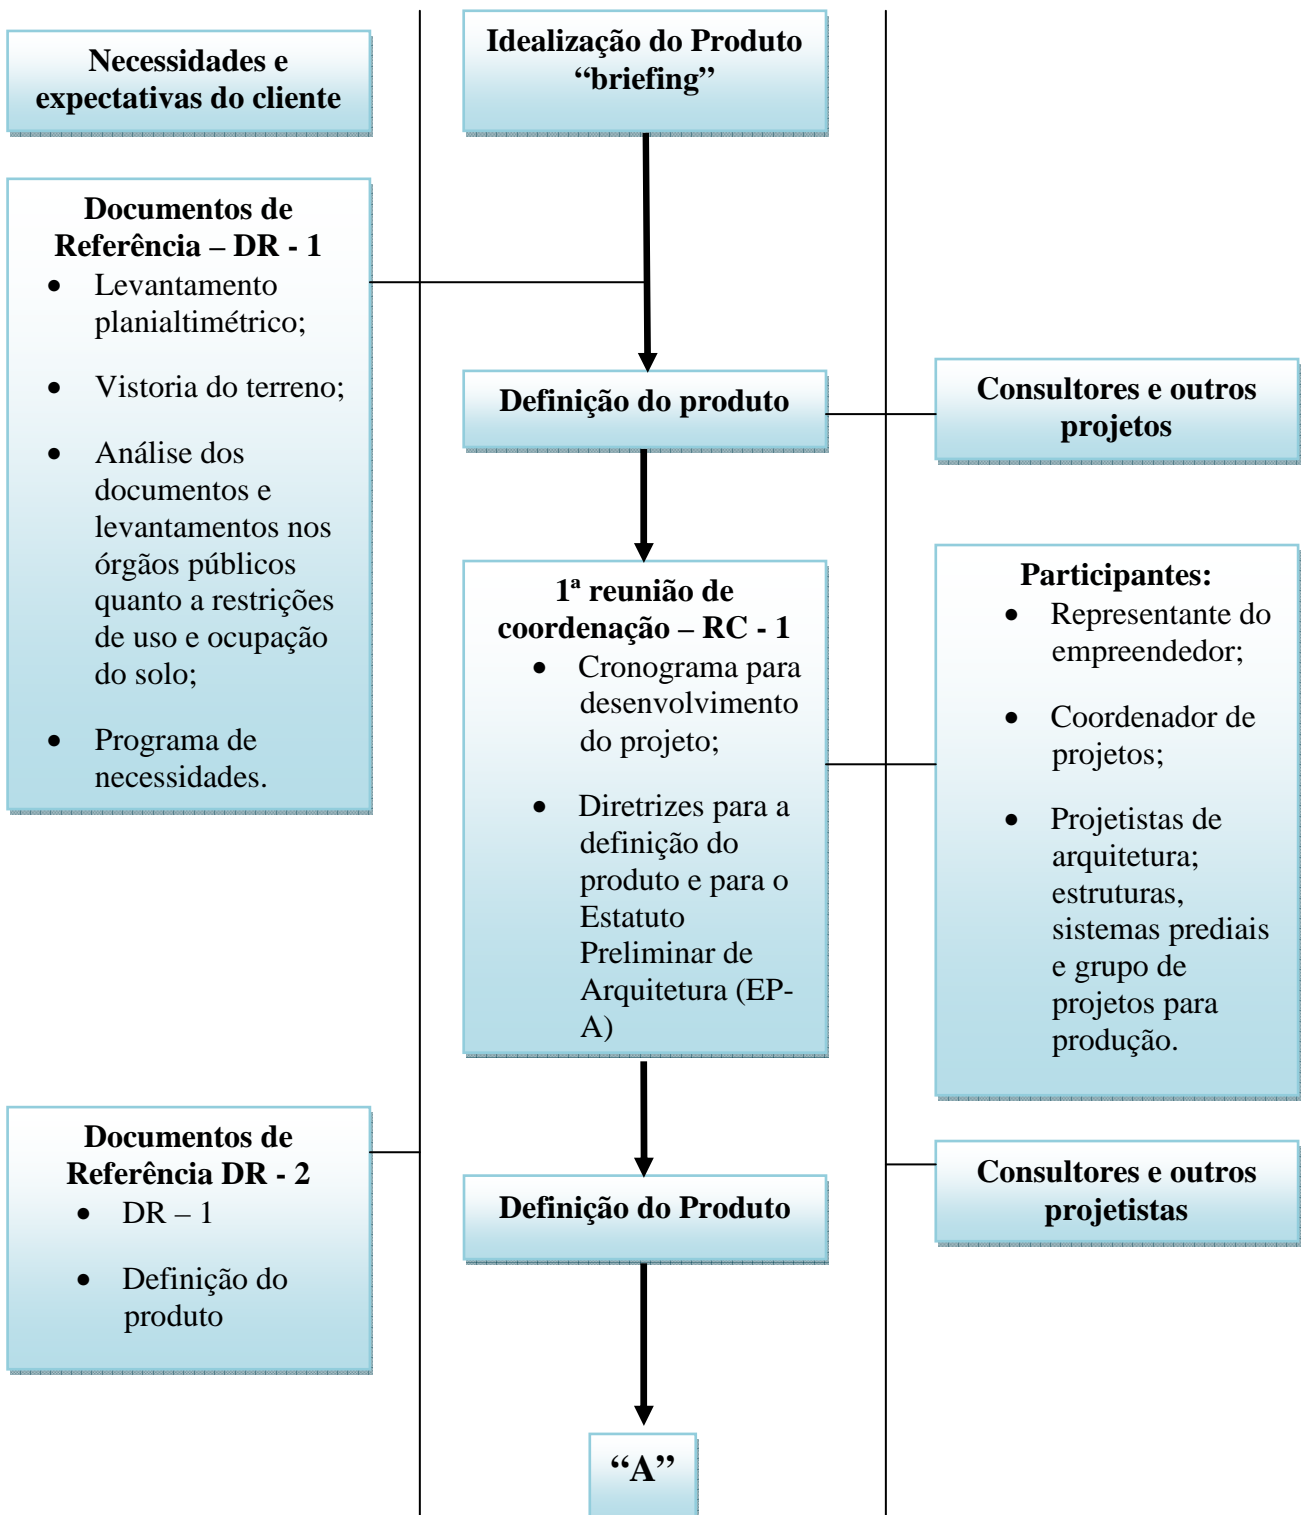 Necessidades e
expectativas do cliente
Idealização do Produto
“briefing”
Documentos de
Referência – DR - 1
• Levantamento
planialtimétrico;
• Vistoria do terreno;
• Análise dos
documentos e
levantamentos nos
órgãos públicos
quanto a restrições
de uso e ocupação
do solo;
• Programa de
necessidades.
Definição do produto
Consultores e outros
projetos
1ª reunião de
coordenação – RC - 1
• Cronograma para
desenvolvimento
do projeto;
• Diretrizes para a
definição do
produto e para o
Estatuto
Preliminar de
Arquitetura (EP-
A)
Participantes:
• Representante do
empreendedor;
• Coordenador de
projetos;
• Projetistas de
arquitetura;
estruturas,
sistemas prediais
e grupo de
projetos para
produção.
Documentos de
Referência DR - 2
• DR – 1
• Definição do
produto
Definição do Produto
Consultores e outros
projetistas
“A”